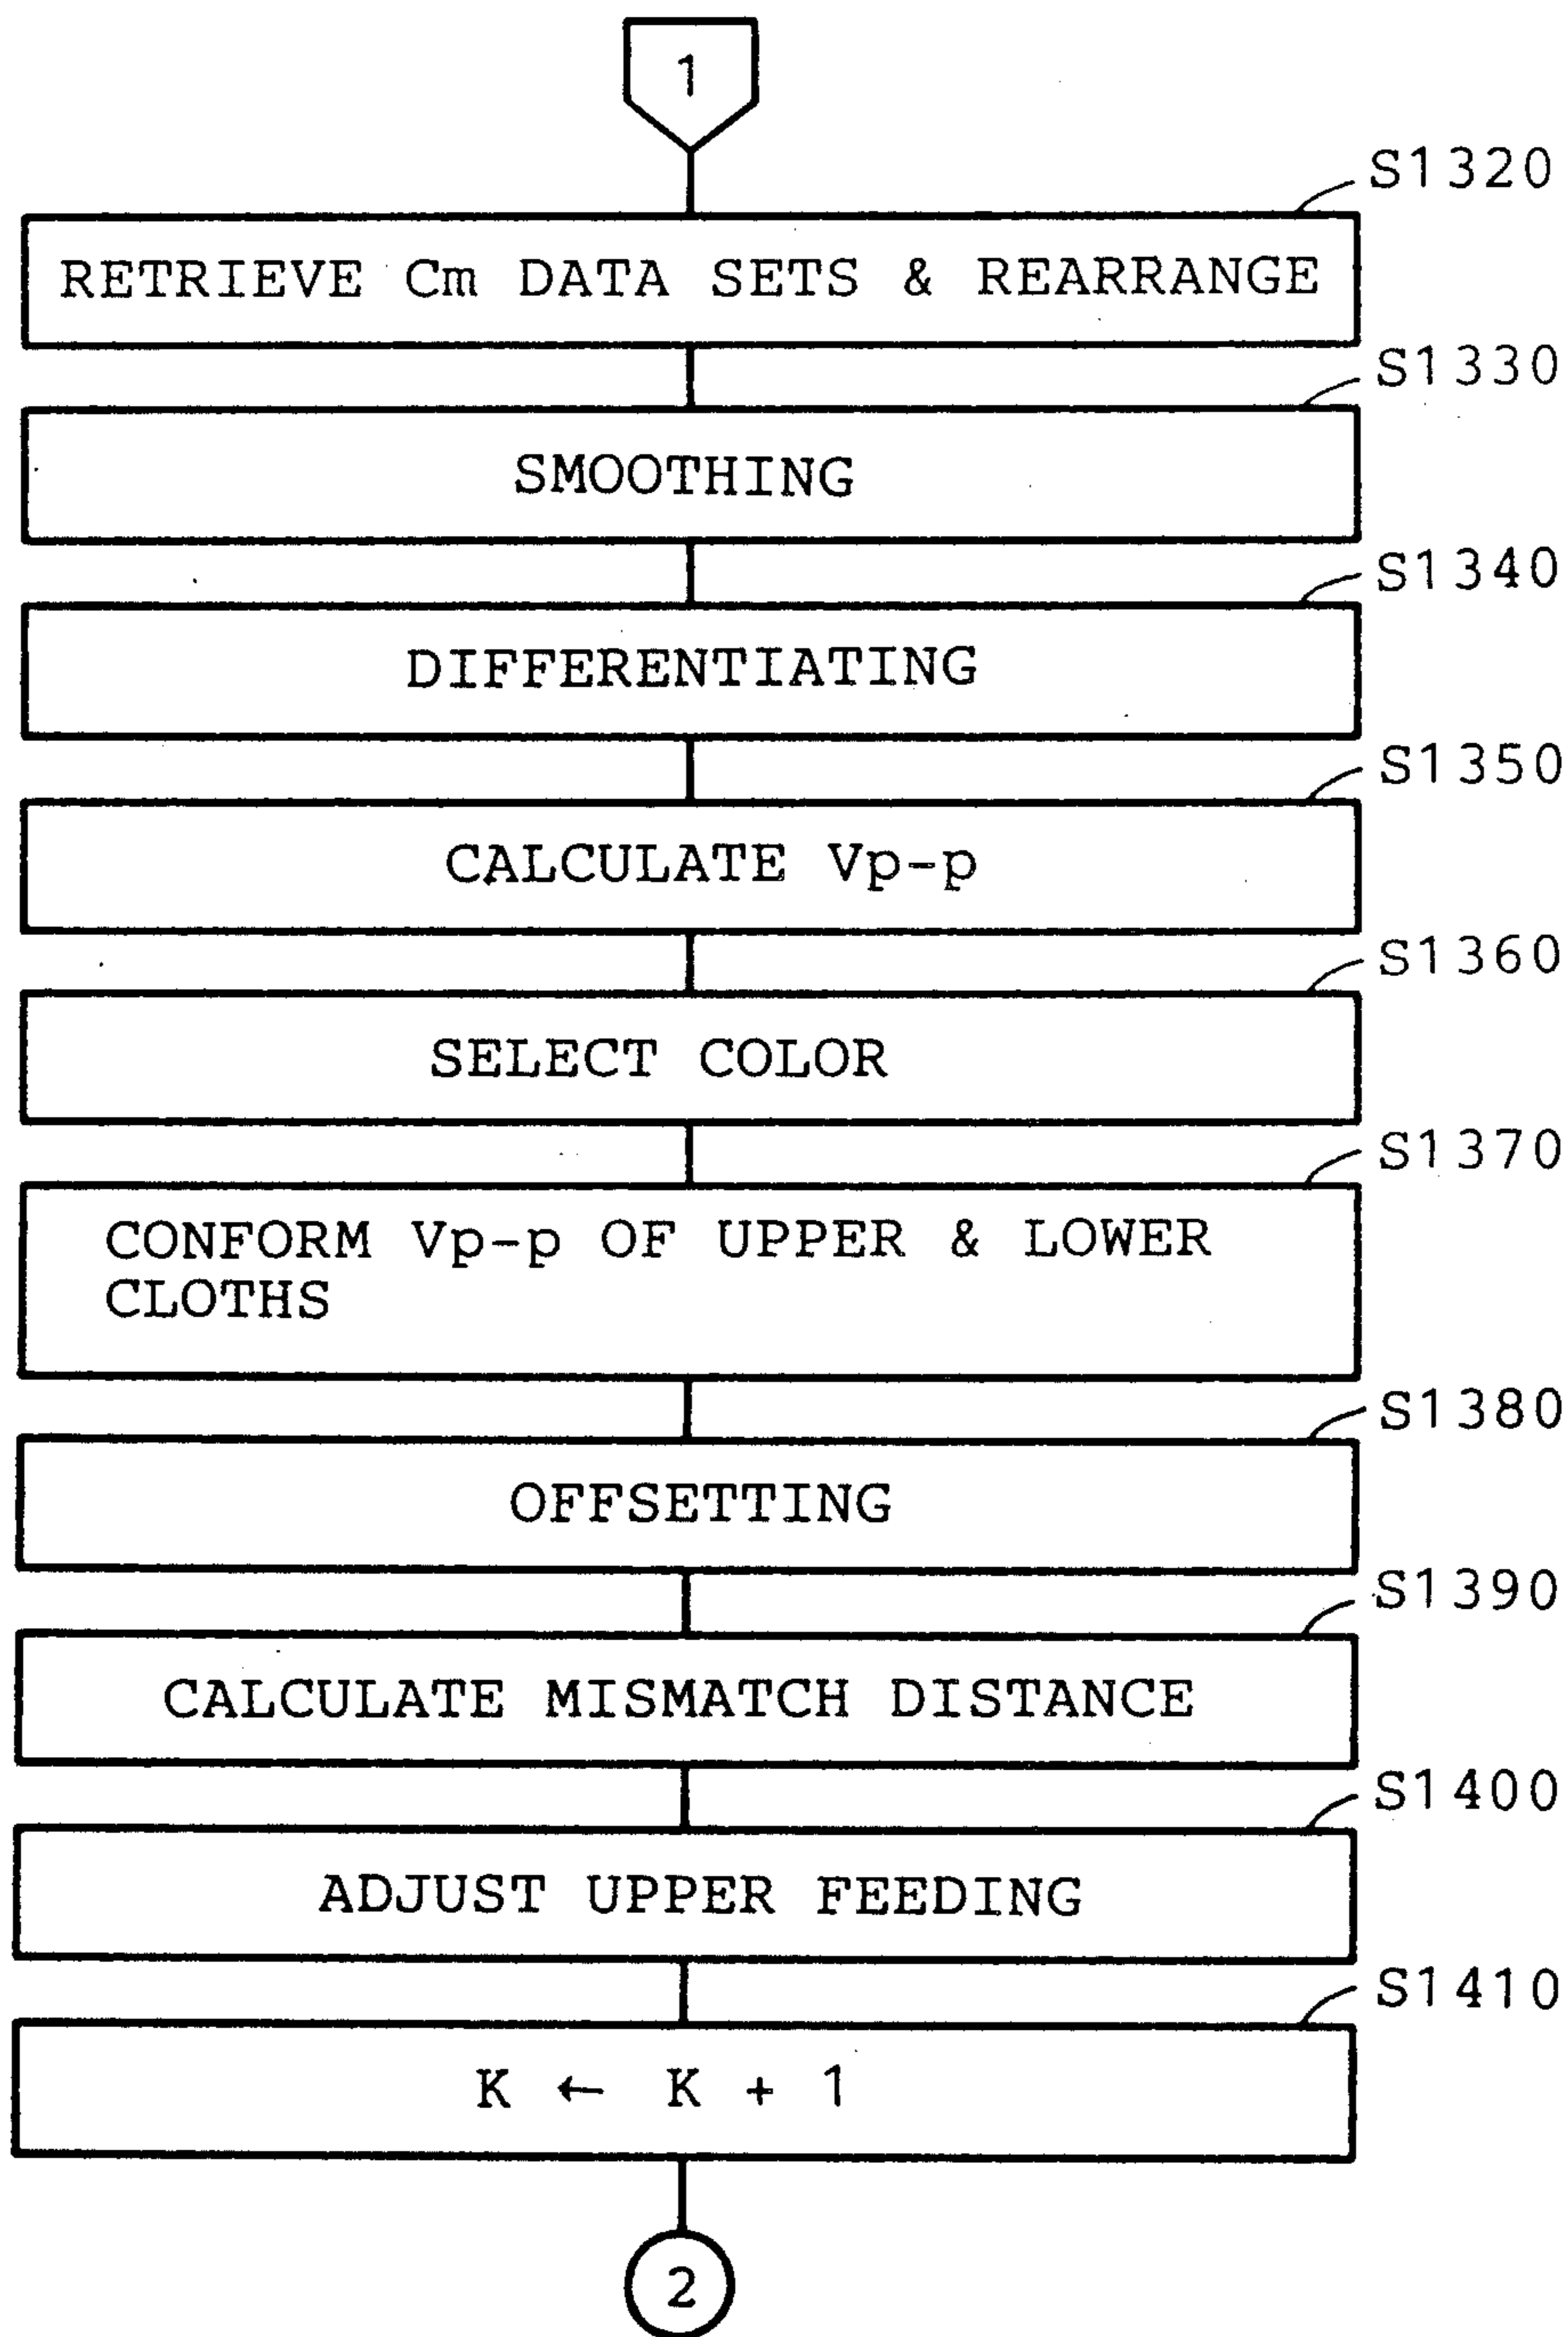 1
S1320
RETRIEVE Cm DATA SETS & REARRANGE
S1330
SMOOTHING
S1340
DIFFERENTIATING
S1350
CALCULATE Vp-p
S1360
SELECT COLOR
S1370
CONFORM Vp-p OF UPPER & LOWER
CLOTHS
S1380
OFFSETTING
S1390
CALCULATE MISMATCH DISTANCE
S1400
ADJUST UPPER FEEDING
S1410
K ← K + 1
2